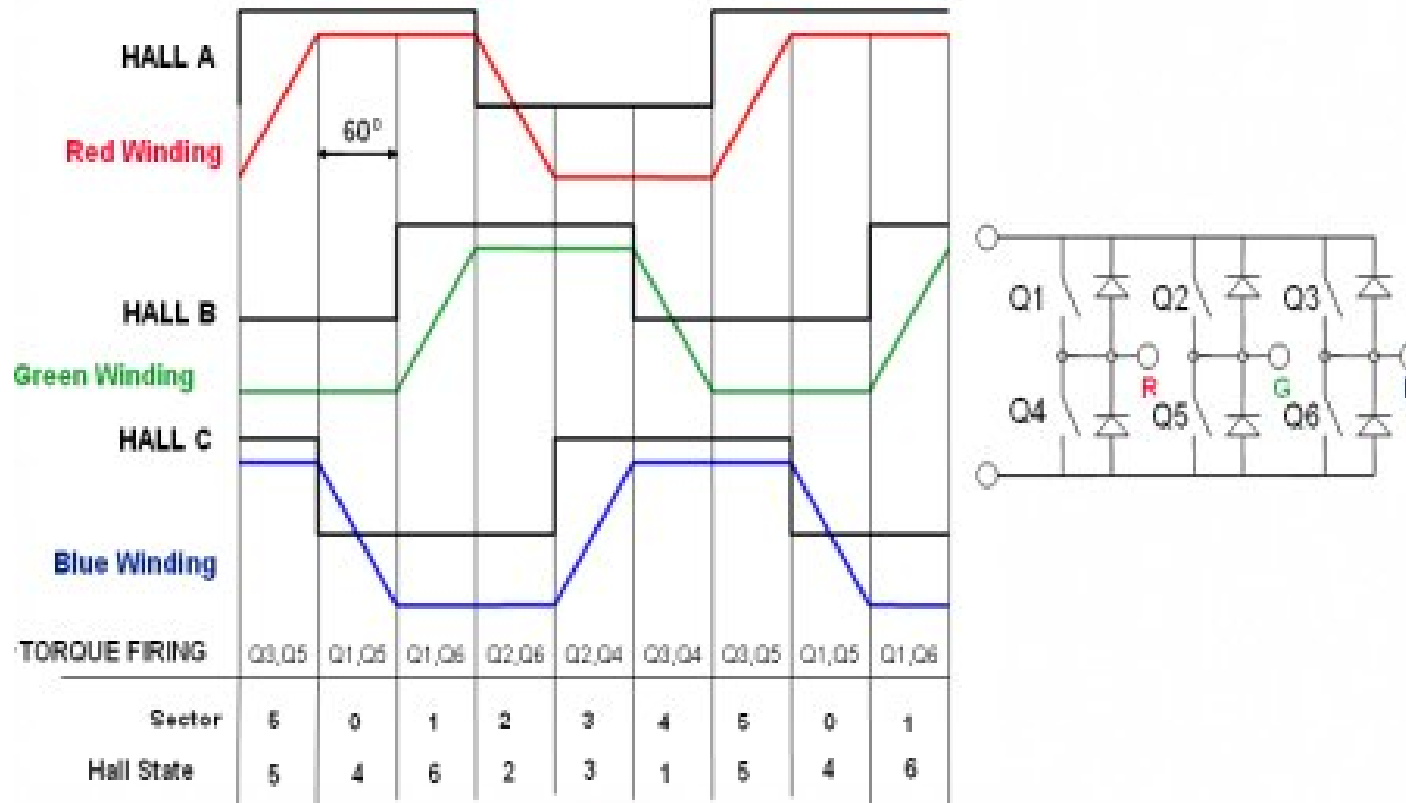 HALL A
60⁰
Red Winding
HALL B
Green Winding
HALL C
Blue Winding
Q1 Q2 Q3
R G
Q4 Q5 Q6
TORQUE FIRING Q3,Q5 Q1,Q5 Q1,Q6 Q2,Q6 Q2,Q4 Q3,Q4 Q3,Q5 Q1,Q5 Q1,Q6
Sector 5 0 1 2 3 4 5 0 1
Hall State 5 4 6 2 3 1 5 4 6